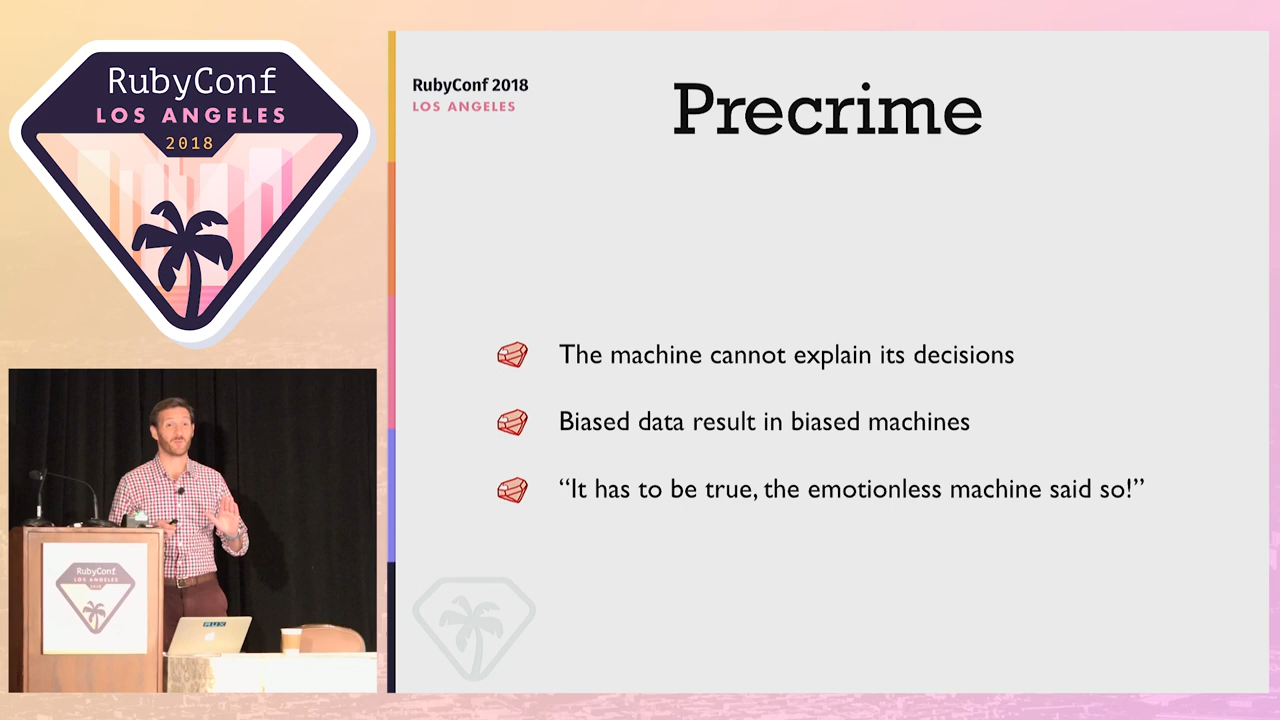 RubyConf
LOS ANGELES
2018
RubyConf 2018
LOS ANGELES
Precrime
The machine cannot explain its decisions
Biased data result in biased machines
“It has to be true, the emotionless machine said so!”
RubyConf
LOS ANGELES
2018